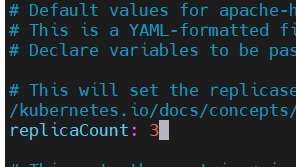 # Default values for apache-h
# This is a YAML-formatted fi
# Declare variables to be pas
# This will set the replicase
/kubernetes.io/docs/concepts/
replicaCount: 3